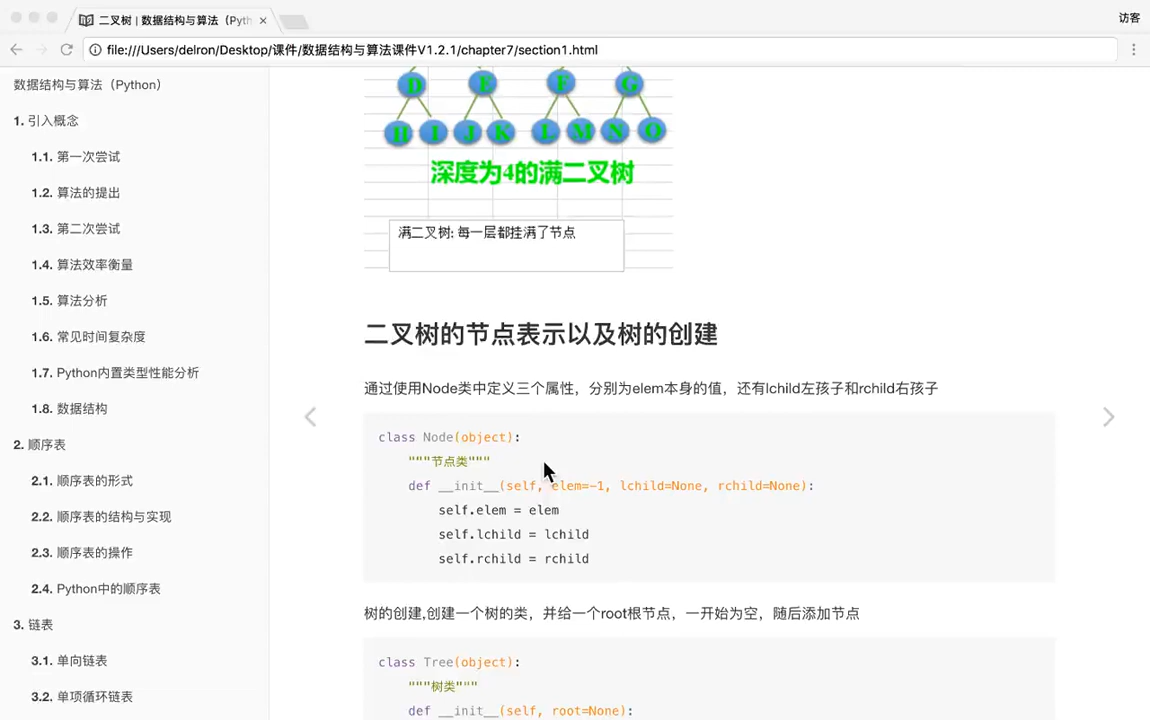 二叉树 | 数据结构与算法 （Pyth
访客
file:///Users/delron/Desktop/课件/数据结构与算法课件V1.2.1/chapter7/section1.html
数据结构与算法（Python）
1. 引入概念
1.1. 第一次尝试
1.2. 算法的提出
1.3. 第二次尝试
1.4. 算法效率衡量
1.5. 算法分析
1.6. 常见时间复杂度
1.7. Python内置类型性能分析
1.8. 数据结构
2. 顺序表
2.1. 顺序表的形式
2.2. 顺序表的结构与实现
2.3. 顺序表的操作
2.4. Python中的顺序表
3. 链表
3.1. 单向链表
3.2. 单项循环链表
D E F G
H I J K L M N O
深度为4的满二叉树
满二叉树: 每一层都挂满了节点
二叉树的节点表示以及树的创建
通过使用Node类中定义三个属性，分别为elem本身的值，还有lchild左孩子和rchild右孩子
class Node(object):
"""节点类"""
def __init__(self, elem=-1, lchild=None, rchild=None):
self.elem = elem
self.lchild = lchild
self.rchild = rchild
树的创建,创建一个树的类，并给一个root根节点，一开始为空，随后添加节点
class Tree(object):
"""树类"""
def __init__(self, root=None):